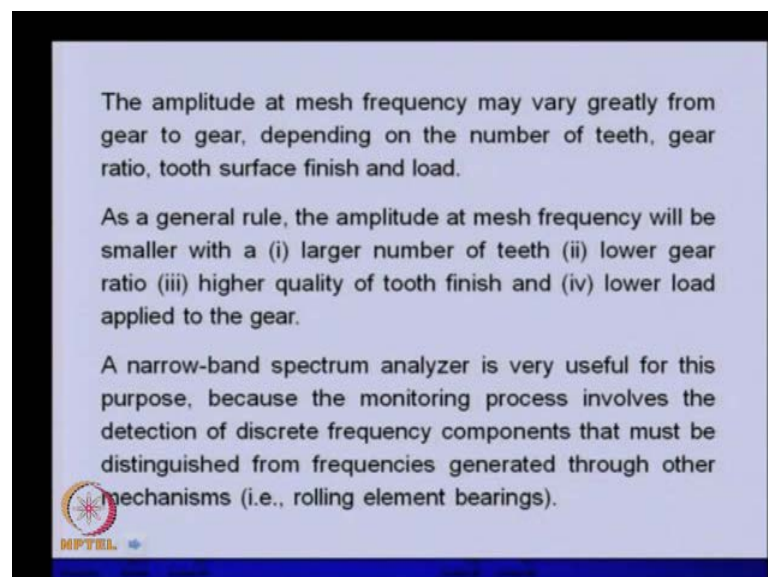 The amplitude at mesh frequency may vary greatly from
gear to gear, depending on the number of teeth, gear
ratio, tooth surface finish and load.
As a general rule, the amplitude at mesh frequency will be
smaller with a (i) larger number of teeth (ii) lower gear
ratio (iii) higher quality of tooth finish and (iv) lower load
applied to the gear.
A narrow-band spectrum analyzer is very useful for this
purpose, because the monitoring process involves the
detection of discrete frequency components that must be
distinguished from frequencies generated through other
mechanisms (i.e., rolling element bearings).
NPTEL